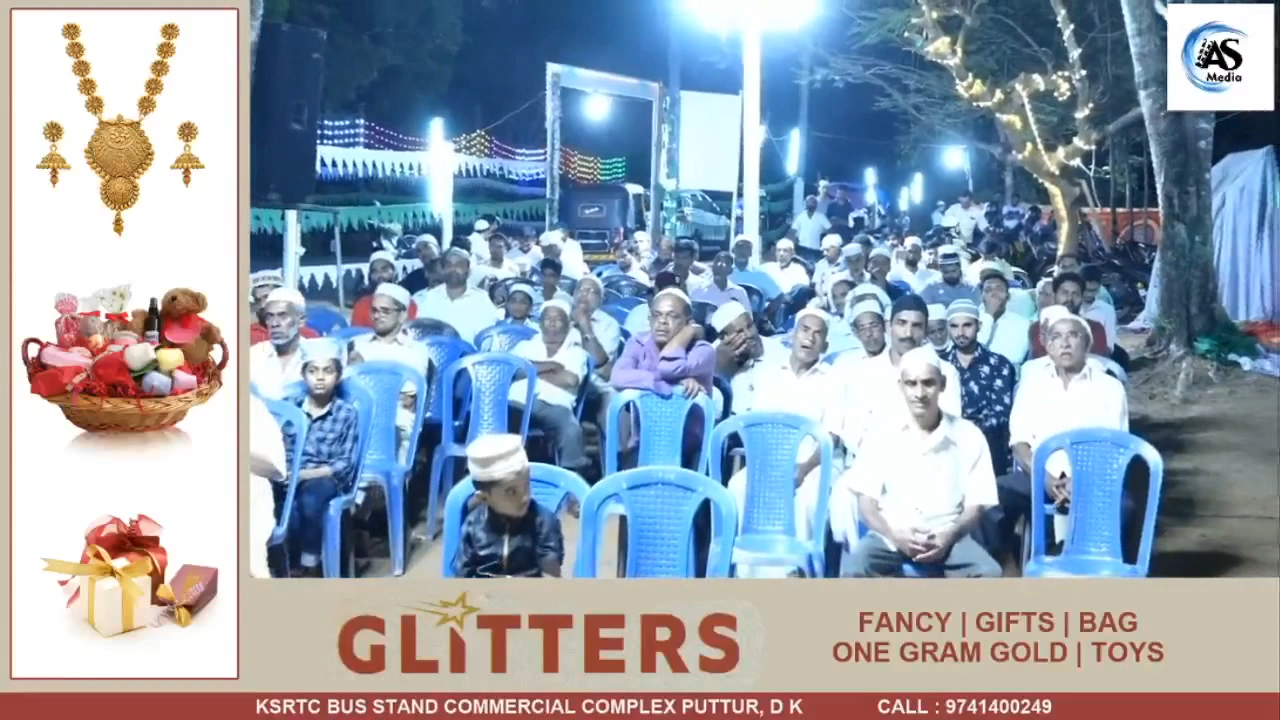 AS
Media
GLITTERS
FANCY | GIFTS | BAG
ONE GRAM GOLD | TOYS
KSRTC BUS STAND COMMERCIAL COMPLEX PUTTUR, D K CALL : 9741400249